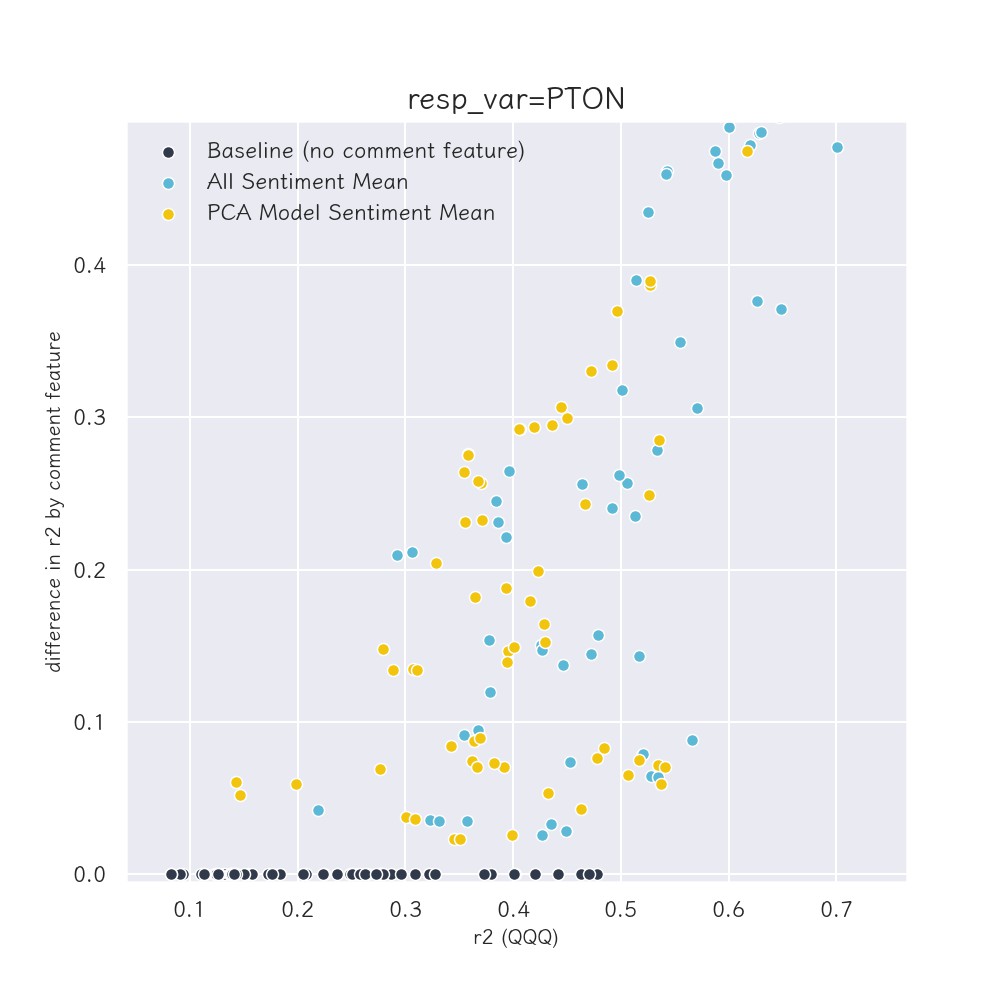 resp_var=PTON
Baseline (no comment feature)
All Sentiment Mean
PCA Model Sentiment Mean
difference in r2 by comment feature
0.4
0.3
0.2
0.1
0.0
0.1 0.2 0.3 0.4 0.5 0.6 0.7
r2 (QQQ)